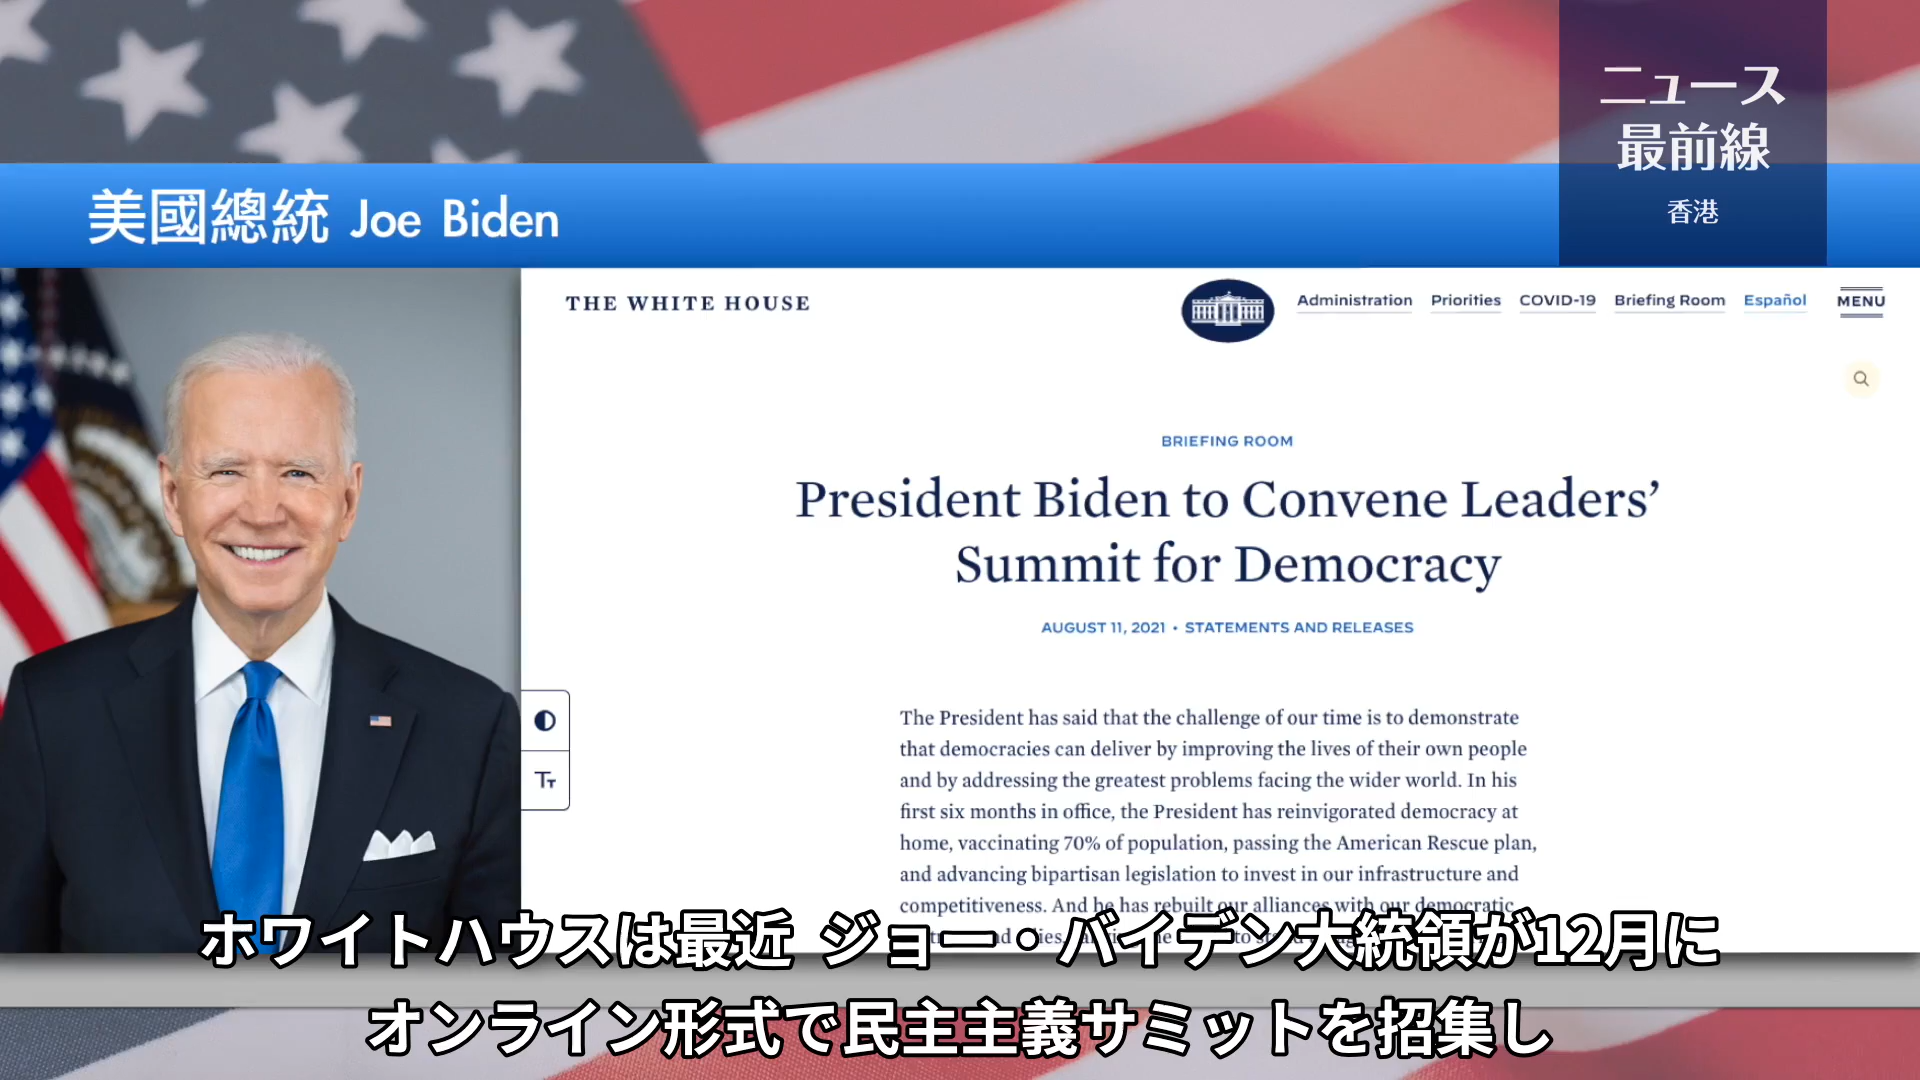 ニュース
最前線
香港
美國總統 Joe Biden
THE WHITE HOUSE
Administration Priorities COVID-19 Briefing Room Español MENU
BRIEFING ROOM
President Biden to Convene Leaders’
Summit for Democracy
AUGUST 11, 2021 • STATEMENTS AND RELEASES
The President has said that the challenge of our time is to demonstrate
that democracies can deliver by improving the lives of their own people
and by addressing the greatest problems facing the wider world. In his
first six months in office, the President has reinvigorated democracy at
home, vaccinating 70% of population, passing the American Rescue plan,
and advancing bipartisan legislation to invest in our infrastructure and
competitiveness. And he has rebuilt our alliances with our democratic
Tт
ホワイトハウスは最近 ジョー・バイデン大統領が12月に
オンライン形式で民主主義サミットを招集し